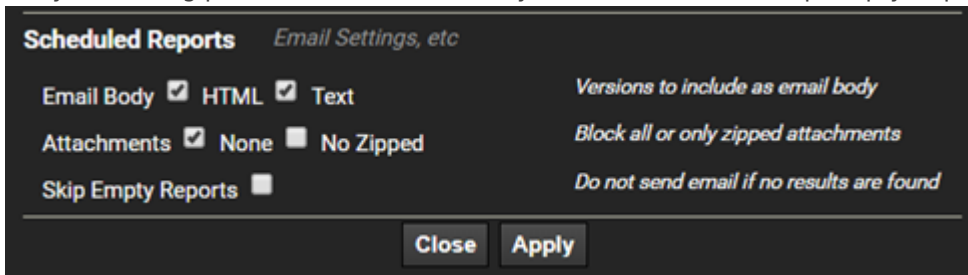 Scheduled Reports Email Settings, etc
Email Body HTML Text Versions to include as email body
Attachments None No Zipped Block all or only zipped attachments
Skip Empty Reports Do not send email if no results are found
Close Apply